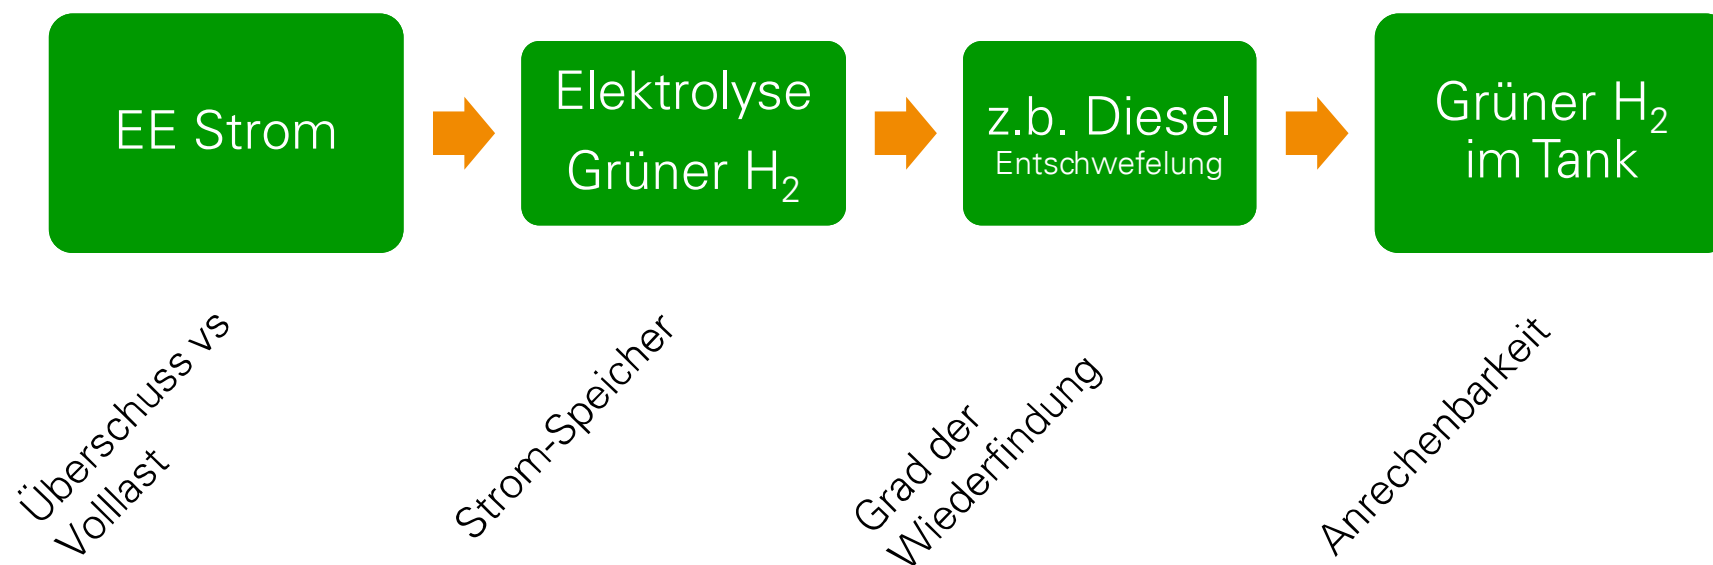 EE Strom
Elektrolyse
Grüner H₂
z.b. Diesel
Entschwefelung
Grüner H₂
im Tank
Überschuss vs
Volllast
Strom-Speicher
Grad der
Wiederfindung
Anrechenbarkeit